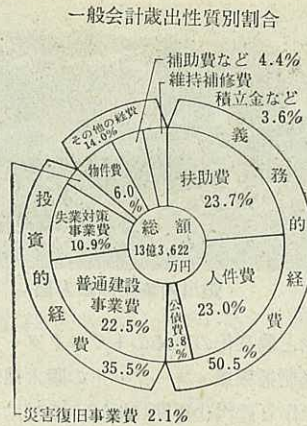 一般会計歳出性質別割合
補助費など 4.4%
維持補修費
積立金など
3.6%
その他の経費
14.0%
物件費
6.0
%
義務的経費
50.5%
扶助費
23.7%
人件費
23.0%
公債費
3.8
%
総額
13億3,622
万円
投資的経費
35.5%
失業対策
事業費
10.9%
普通建設
事業費
22.5%
災害復旧事業費 2.1%